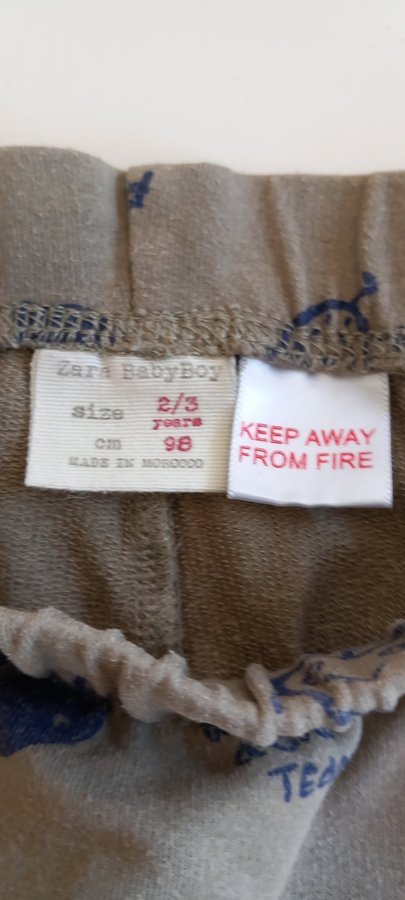 Zara BabyBoy
size 2/3
years
cm 98
MADE IN MOROCCO
KEEP AWAY
FROM FIRE